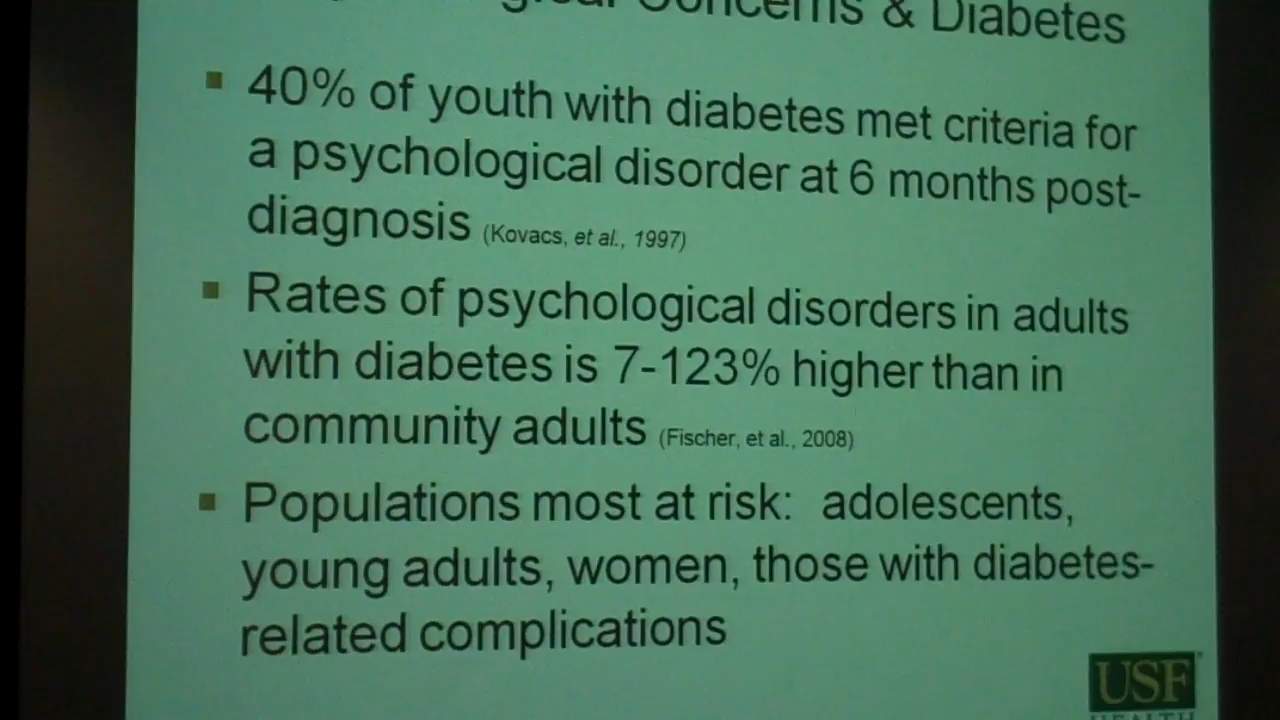 Concerns & Diabetes
40% of youth with diabetes met criteria for
a psychological disorder at 6 months post-
diagnosis (Kovacs, et al., 1997)
Rates of psychological disorders in adults
with diabetes is 7-123% higher than in
community adults (Fischer, et al., 2008)
Populations most at risk: adolescents,
young adults, women, those with diabetes-
related complications
USF
HEALTH